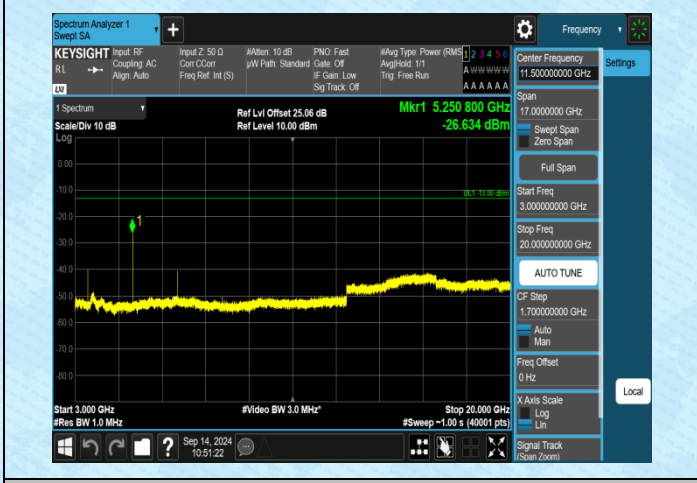 Spectrum Analyzer 1
Swept SA
+
Frequency
KEYSIGHT
Input: RF
Input Z: 50 Ω
#Atten: 10 dB
PNO: Fast
#Avg Type: Power (RMS
1 2 3 4 5 6
RL
Coupling: AC
Corr CCorr
µW Path: Standard
Gate: Off
Avg|Hold: 1/1
A W W W W W
Align: Auto
Freq Ref: Int (S)
IF Gain: Low
Trig: Free Run
Sig Track: Off
A A A A A A
LXI
Center Frequency
11.500000000 GHz
Settings
1 Spectrum
Ref Lvl Offset 25.06 dB
Mkr1 5.250 800 GHz
Scale/Div 10 dB
Ref Level 10.00 dBm
-26.634 dBm
Log
0.00
-10.0
DL1 -13.00 dBm
1
-20.0
-30.0
-40.0
-50.0
-60.0
-70.0
-80.0
Start 3.000 GHz
#Video BW 3.0 MHz*
Stop 20.000 GHz
#Res BW 1.0 MHz
#Sweep ~1.00 s (40001 pts)
Span
17.0000000 GHz
Swept Span
Zero Span
Full Span
Start Freq
3.000000000 GHz
Stop Freq
20.000000000 GHz
AUTO TUNE
CF Step
1.700000000 GHz
Auto
Man
Freq Offset
0 Hz
X Axis Scale
Log
Lin
Signal Track
(Span Zoom)
Local
?
Sep 14, 2024
10:51:22